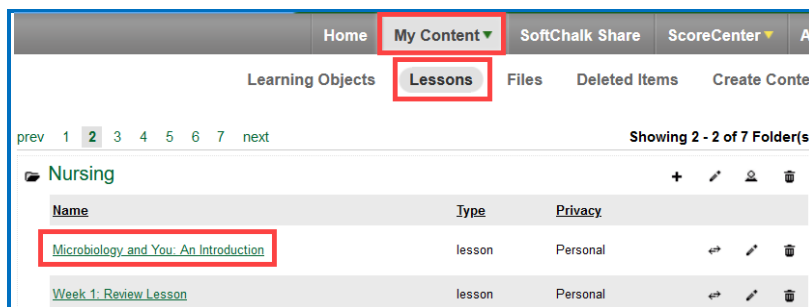 Home My Content SoftChalk Share ScoreCenter A
Learning Objects Lessons Files Deleted Items Create Conte
prev 1 2 3 4 5 6 7 next Showing 2 - 2 of 7 Folder(s
Nursing
Name Type Privacy
Microbiology and You: An Introduction lesson Personal
Week 1: Review Lesson lesson Personal